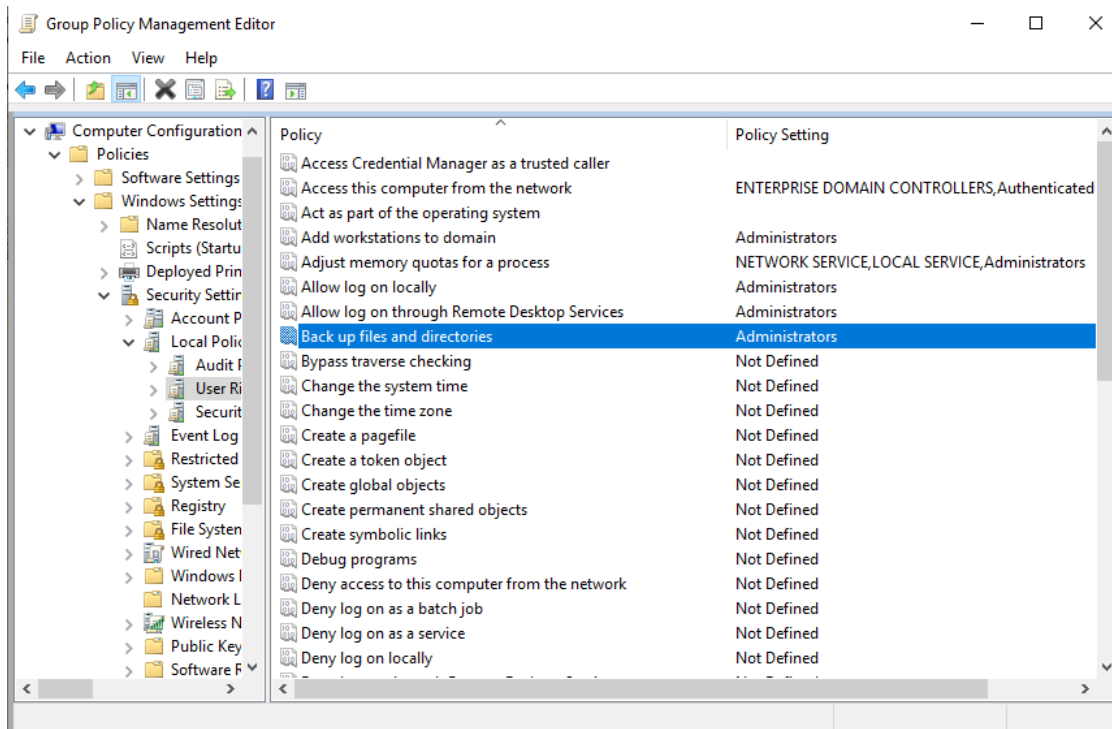 Group Policy Management Editor
File Action View Help
Computer Configuration
Policies
Software Settings
Windows Settings
Name Resolut
Scripts (Startu
Deployed Prin
Security Settin
Account P
Local Polic
Audit P
User Ri
Securit
Event Log
Restricted
System Se
Registry
File System
Wired Net
Windows
Network L
Wireless N
Public Key
Software R
Policy Policy Setting
Access Credential Manager as a trusted caller
Access this computer from the network ENTERPRISE DOMAIN CONTROLLERS,Authenticated
Act as part of the operating system
Add workstations to domain Administrators
Adjust memory quotas for a process NETWORK SERVICE,LOCAL SERVICE,Administrators
Allow log on locally Administrators
Allow log on through Remote Desktop Services Administrators
Back up files and directories Administrators
Bypass traverse checking Not Defined
Change the system time Not Defined
Change the time zone Not Defined
Create a pagefile Not Defined
Create a token object Not Defined
Create global objects Not Defined
Create permanent shared objects Not Defined
Create symbolic links Not Defined
Debug programs Not Defined
Deny access to this computer from the network Not Defined
Deny log on as a batch job Not Defined
Deny log on as a service Not Defined
Deny log on locally Not Defined